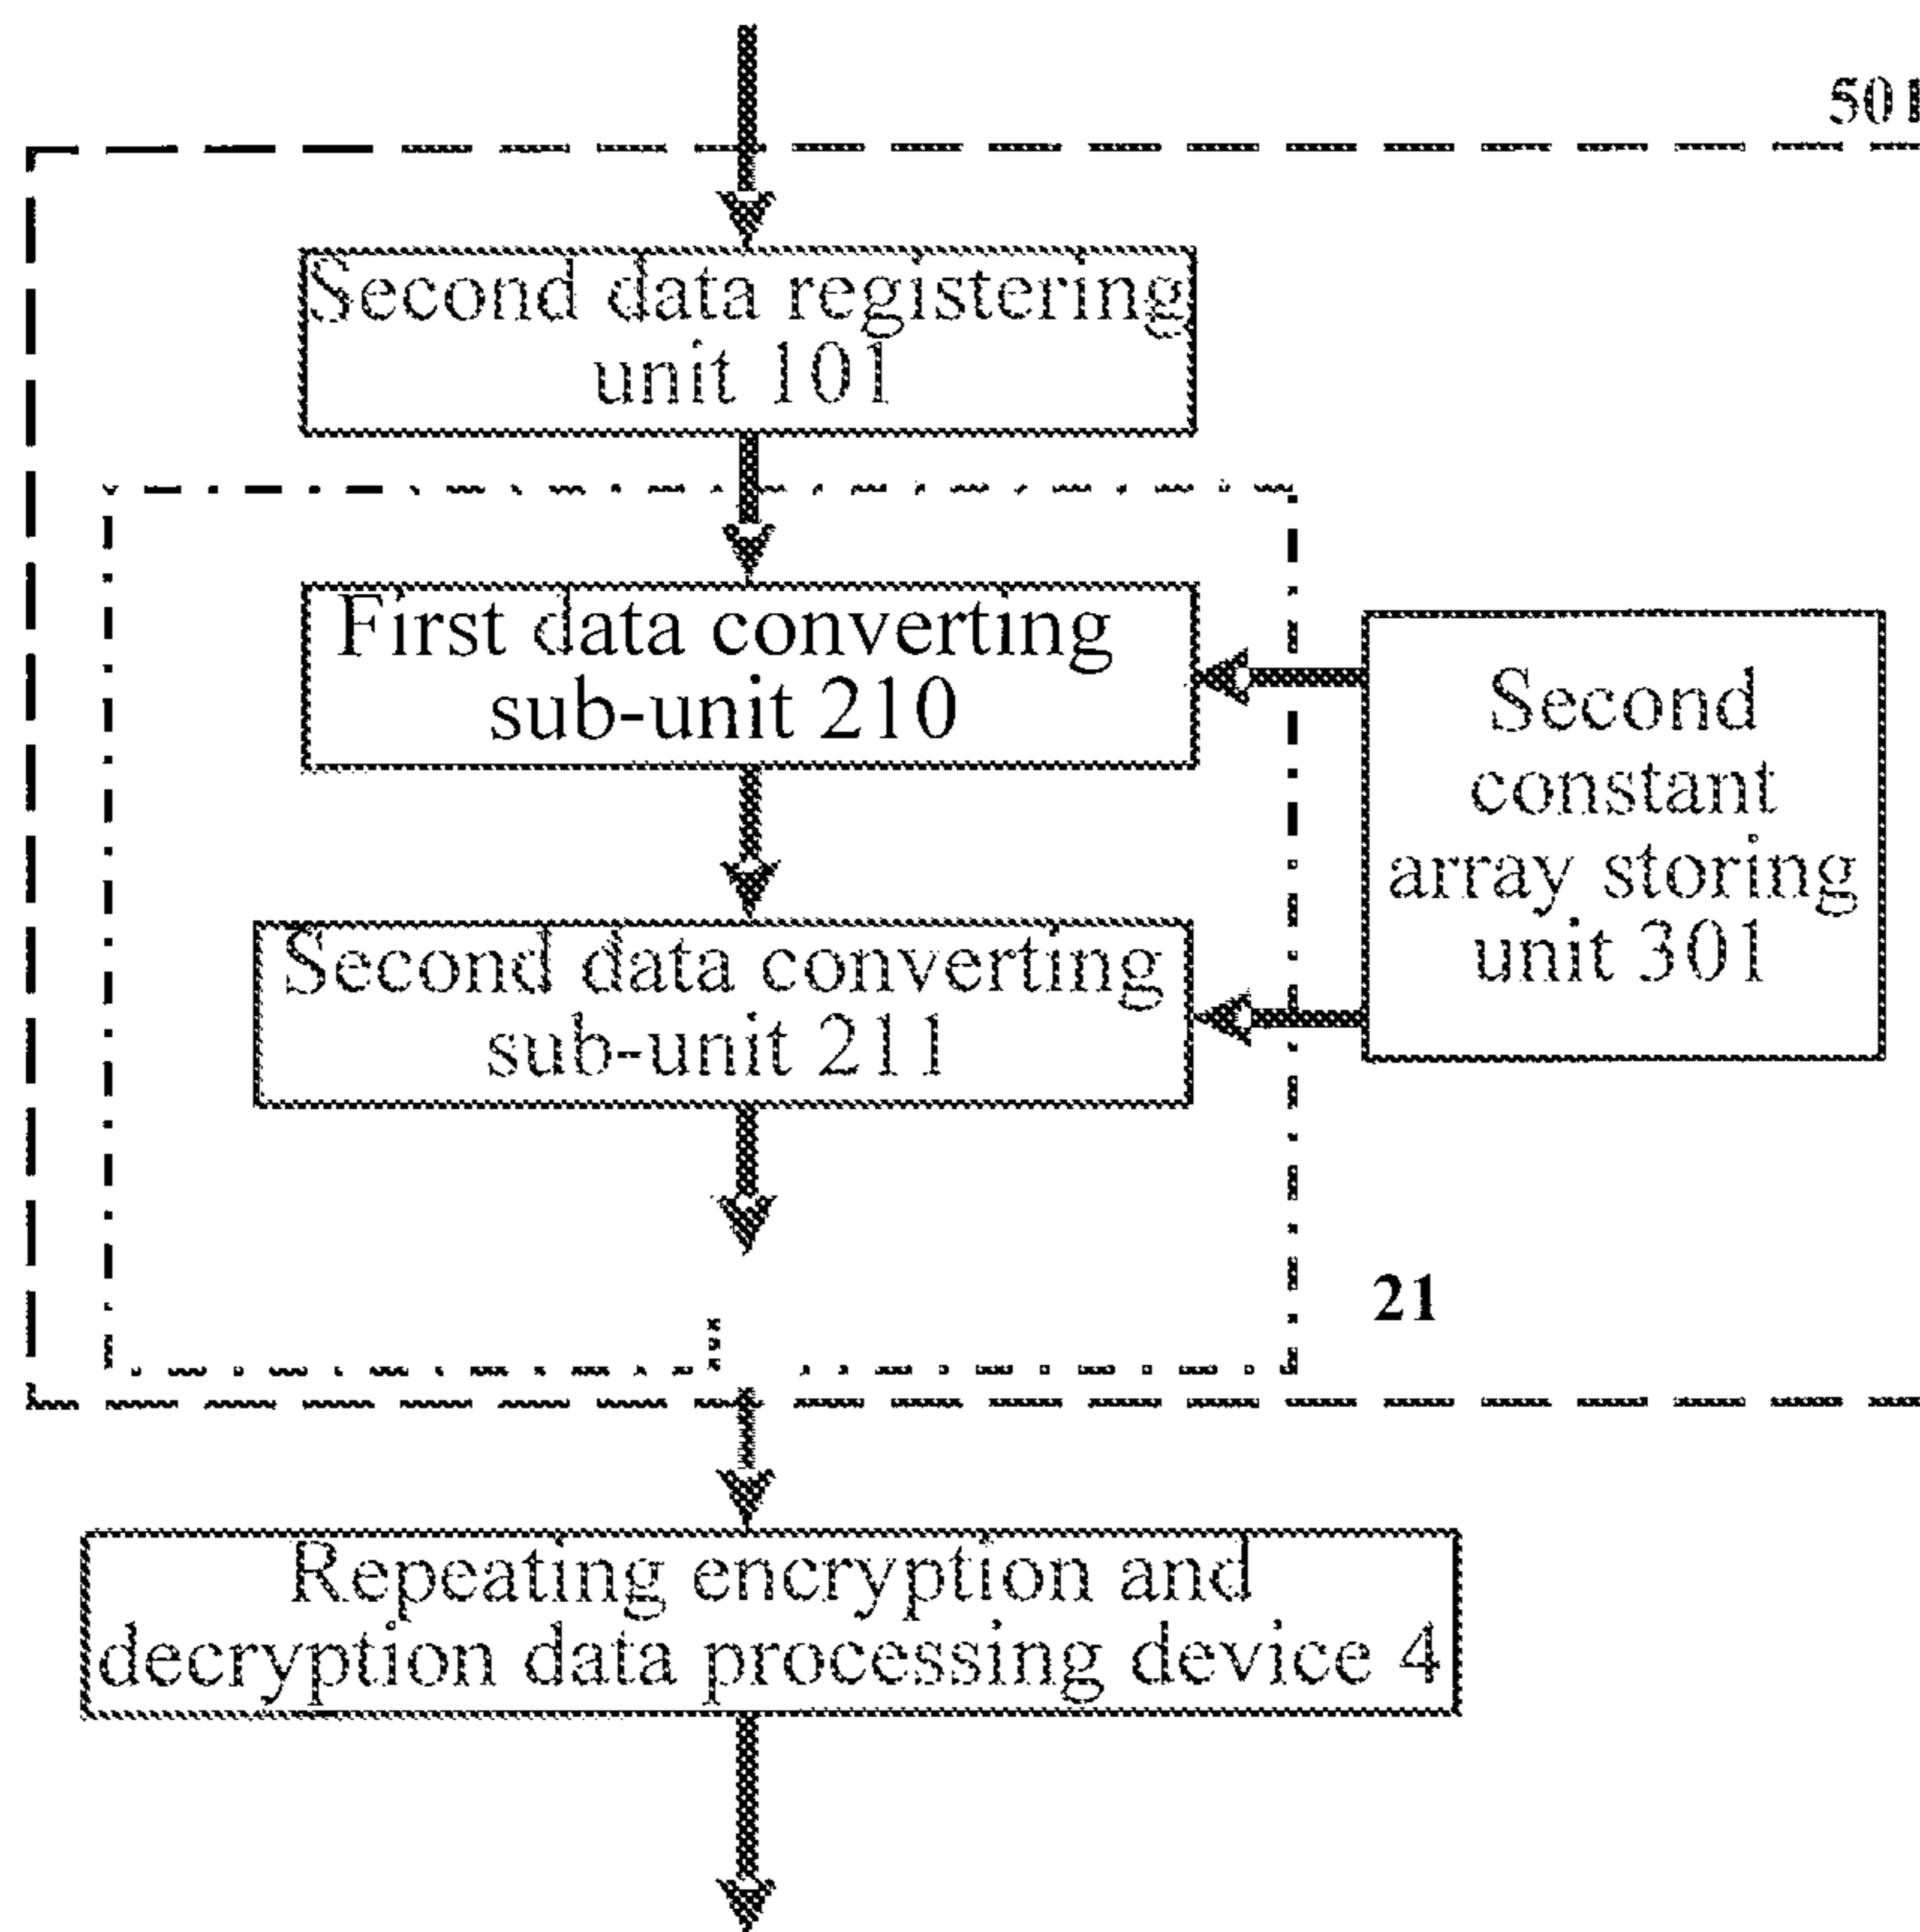 501
Second data registering
unit 101
First data converting
sub-unit 210
Second
constant
array storing
unit 301
Second data converting
sub-unit 211
21
Repeating encryption and
decryption data processing device 4